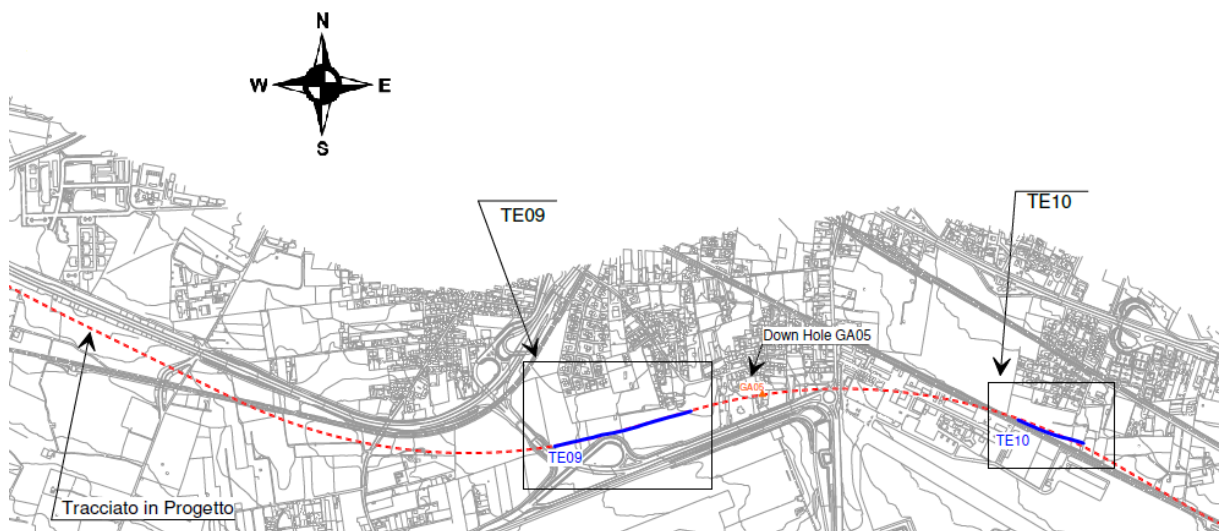 N
W E
S
TE09
TE10
Down Hole GA05
GA05
TE09
TE10
Tracciato in Progetto